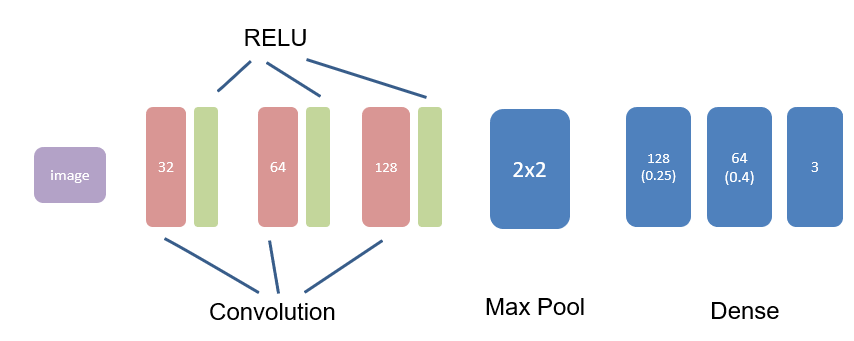 RELU
image
32
64
128
2x2
128
(0.25)
64
(0.4)
3
Convolution
Max Pool
Dense